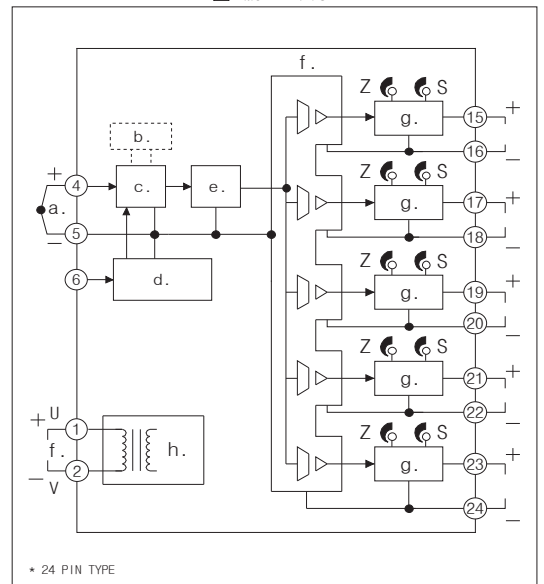 f.
Z S
g.
15 +
16 −
b.
c.
e.
+ 4
a.
− 5
6
d.
Z S
g.
17 +
18 −
Z S
g.
19 +
20 −
Z S
g.
21 +
22 −
Z S
g.
23 +
24 −
+ U
1
f.
h.
2
− V
* 24 PIN TYPE